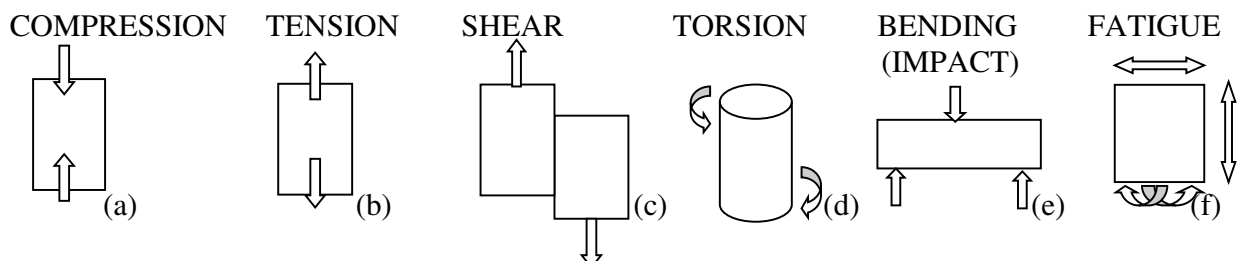 COMPRESSION TENSION SHEAR TORSION BENDING FATIGUE
(IMPACT)
(a) (b) (c) (d) (e) (f)